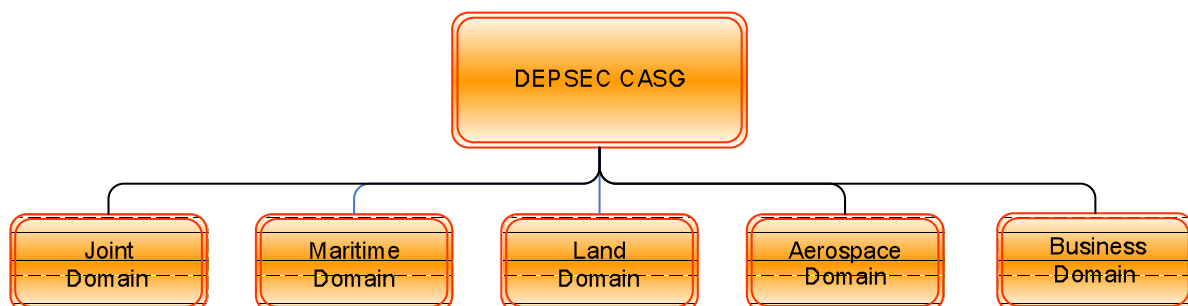 DEPSEC CASG
Joint
Domain
Maritime
Domain
Land
Domain
Aerospace
Domain
Business
Domain